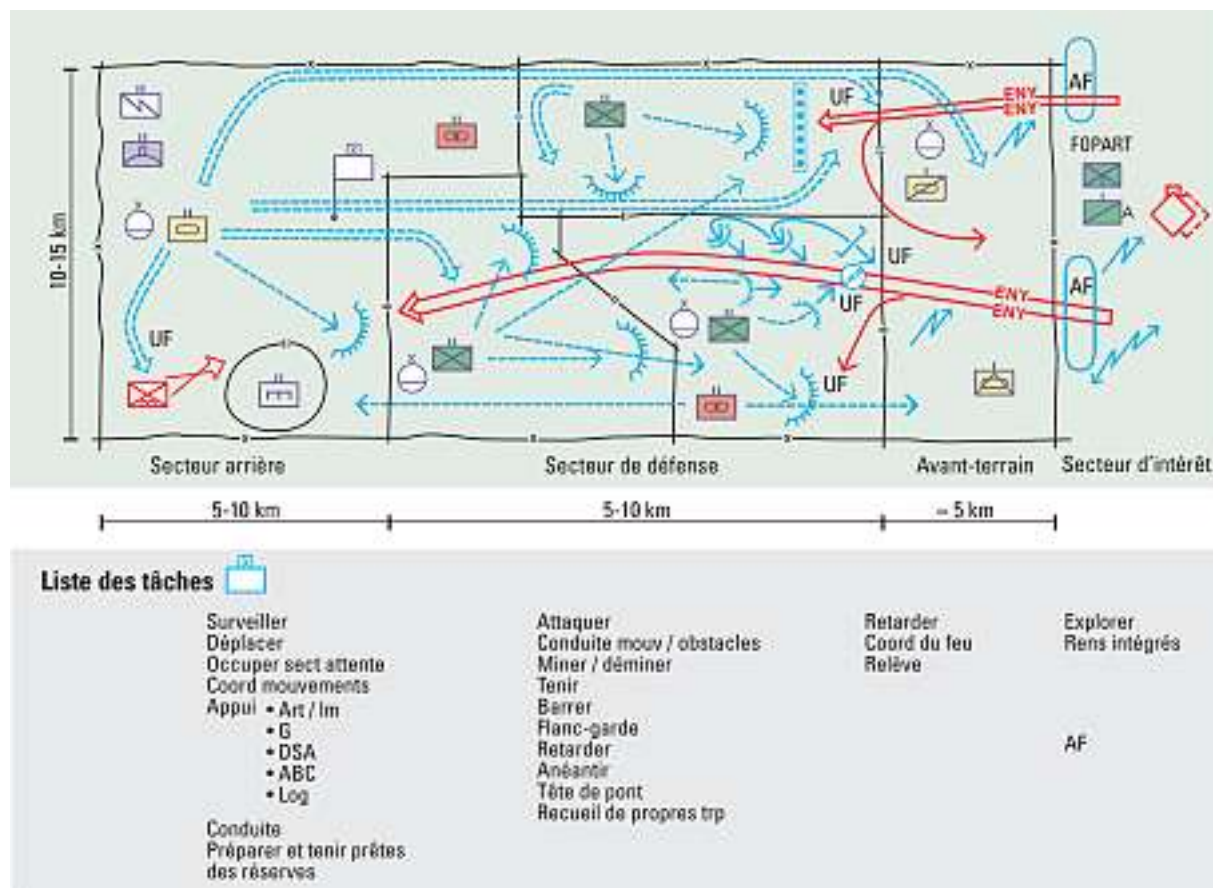 AF
UF
ENY
ENY
FOPART
A
10-15 km
UF
AF
UF
ENY
ENY
UF
UF
Secteur arrière
Secteur de défense
Avant-terrain
Secteur d'intérêt
5-10 km
5-10 km
≈ 5 km
Liste des tâches
Surveiller
Déplacer
Occuper sect attente
Coord mouvements
Appui • Art / lm
• G
• DSA
• ABC
• Log
Conduite
Préparer et tenir prêtes
des réserves
Attaquer
Conduite mouv / obstacles
Miner / déminer
Tenir
Barrer
Flanc-garde
Retarder
Anéantir
Tête de pont
Recueil de propres trp
Retarder
Coord du feu
Relève
Explorer
Rens intégrés
AF